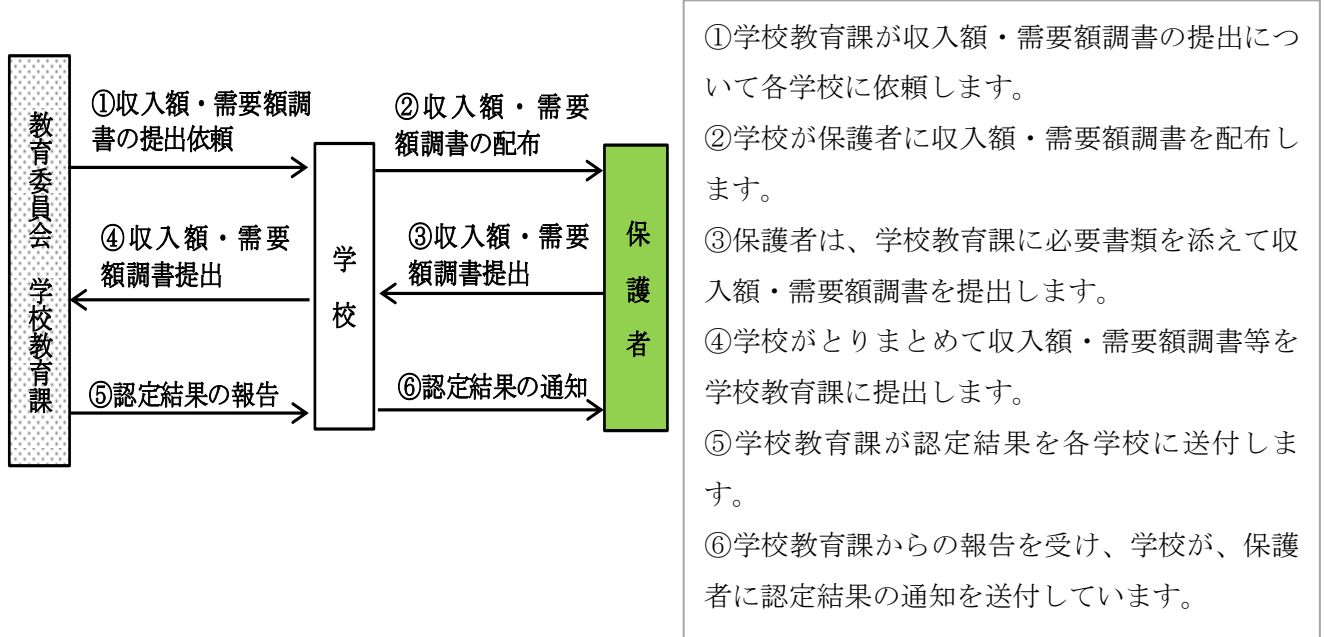 教育委員会 学校教育課
①収入額・需要額調
書の提出依頼
②収入額・需要
額調書の配布
④収入額・需要
額調書提出
学校
③収入額・需要
額調書提出
保護者
⑤認定結果の報告
⑥認定結果の通知
①学校教育課が収入額・需要額調書の提出につ
いて各学校に依頼します。
②学校が保護者に収入額・需要額調書を配布し
ます。
③保護者は、学校教育課に必要書類を添えて収
入額・需要額調書を提出します。
④学校がとりまとめて収入額・需要額調書等を
学校教育課に提出します。
⑤学校教育課が認定結果を各学校に送付しま
す。
⑥学校教育課からの報告を受け、学校が、保護
者に認定結果の通知を送付しています。